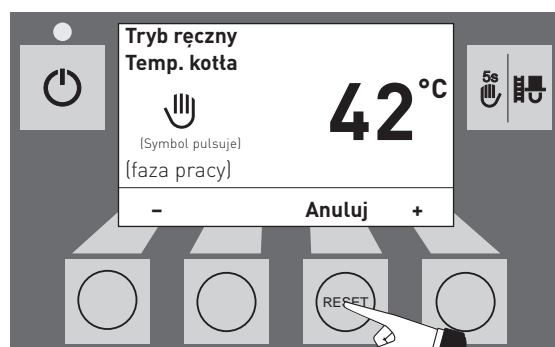 Tryb ręczny
Temp. kotła
42°C
(Symbol pulsuje)
(faza pracy)
– Anuluj +
5s
RESET